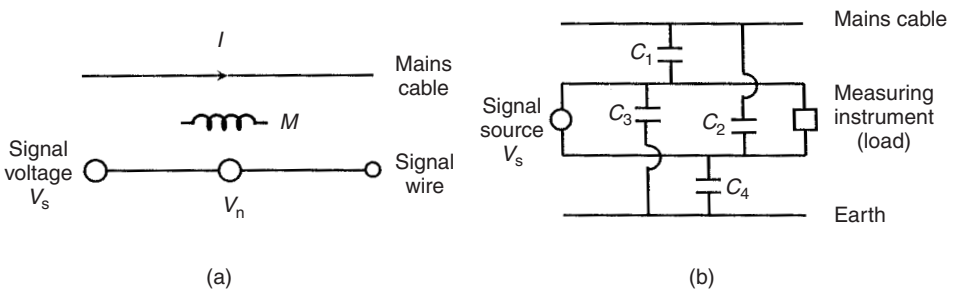 I
Mains
cable
M
Signal
voltage
Vs
Vn
Signal
wire
(a)
Mains cable
C1
Signal
source
Vs
C3
C2
Measuring
instrument
(load)
C4
Earth
(b)